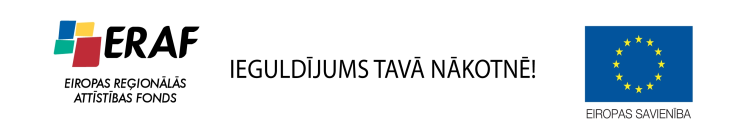 ERAF
EIROPAS REĢIONĀLĀS
ATTĪSTĪBAS FONDS
IEGULDĪJUMS TAVĀ NĀKOTNĒ!
EIROPAS SAVIENĪBA